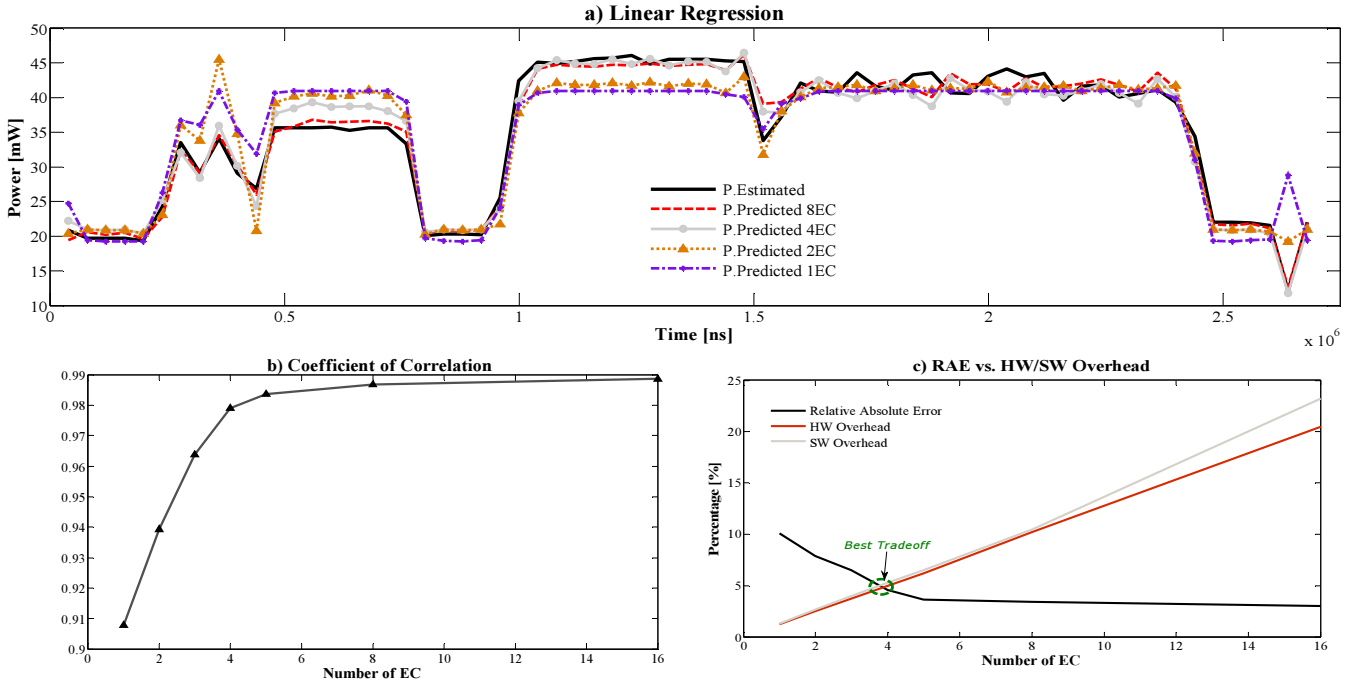 a) Linear Regression
50
45
40
35
30
25
20
15
10
Power [mW]
P.Estimated
P.Predicted 8EC
P.Predicted 4EC
P.Predicted 2EC
P.Predicted 1EC
0 0.5 1 1.5 2 2.5
Time [ns]
x 10^6
b) Coefficient of Correlation
0.99
0.98
0.97
0.96
0.95
0.94
0.93
0.92
0.91
0.9
0 2 4 6 8 10 12 14 16
Number of EC
c) RAE vs. HW/SW Overhead
25
20
15
10
5
0
Percentage [%]
Relative Absolute Error
HW Overhead
SW Overhead
Best Tradeoff
0 2 4 6 8 10 12 14 16
Number of EC